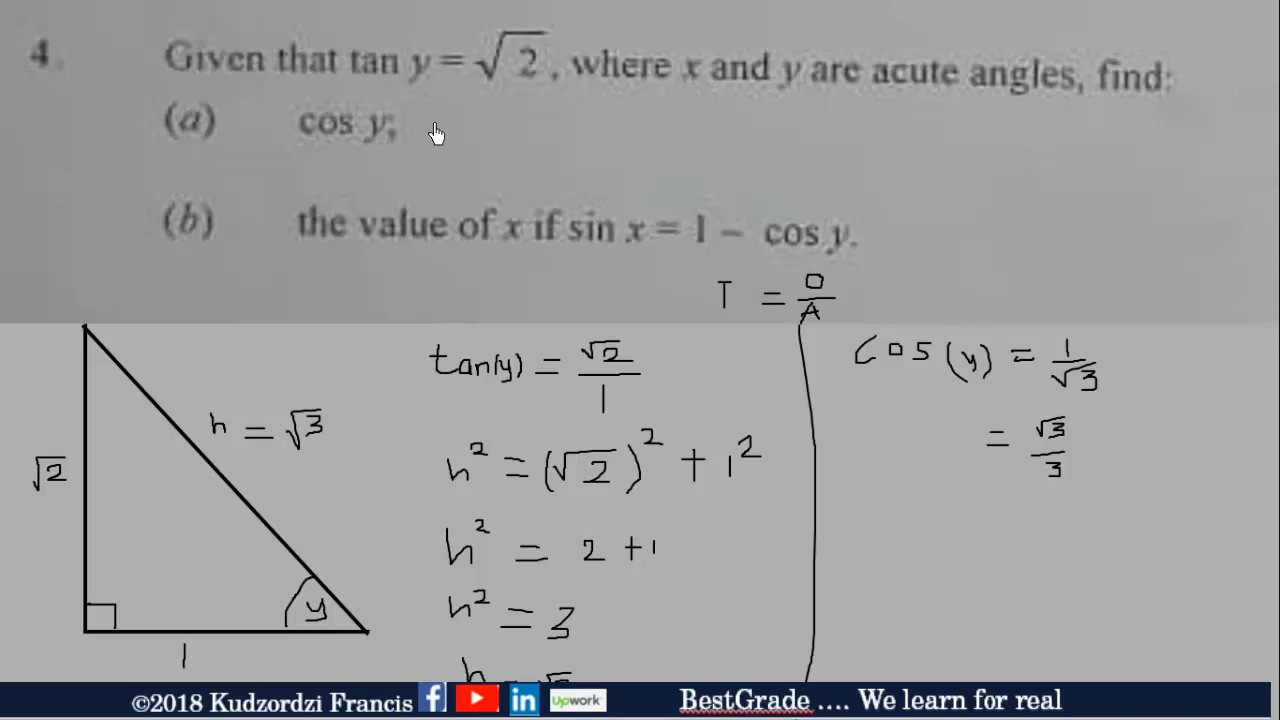 4. Given that tan y = √2, where x and y are acute angles, find:
(a) cos y;
(b) the value of x if sin x = 1 − cos y.
T = O/A
tan(y) = √2/1
h² = (√2)² + 1²
h² = 2 + 1
h² = 3
h = √3
√2
1
y
cos(y) = 1/√3
= √3/3
©2018 Kudzordzi Francis
f
in
Upwork
BestGrade .... We learn for real